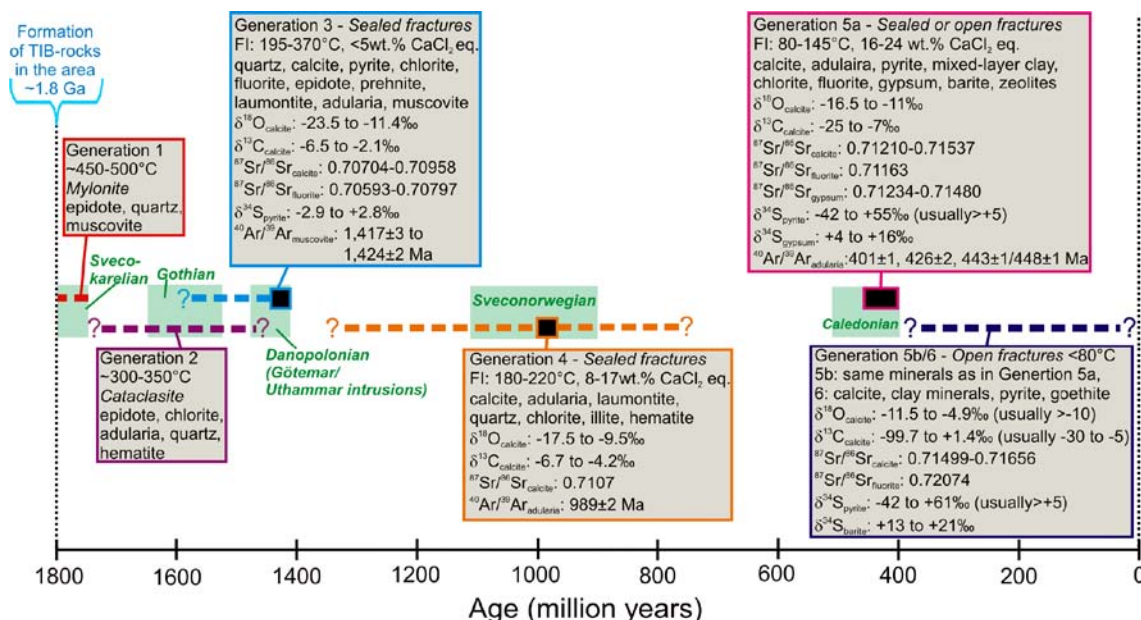 Formation
of TIB-rocks
in the area
~1.8 Ga
Generation 1
~450-500°C
Mylonite
epidote, quartz,
muscovite
Sveco-
karelian
Gothian
?
?
?
Generation 2
~300-350°C
Cataclasite
epidote, chlorite,
adularia, quartz,
hematite
Generation 3 - Sealed fractures
FI: 195-370°C, <5wt.% CaCl₂ eq.
quartz, calcite, pyrite, chlorite,
fluorite, epidote, prehnite,
laumontite, adularia, muscovite
δ¹⁸Ocalcite: -23.5 to -11.4‰
δ¹³Ccalcite: -6.5 to -2.1‰
⁸⁷Sr/⁸⁶Srcalcite: 0.70704-0.70958
⁸⁷Sr/⁸⁶Srfluorite: 0.70593-0.70797
δ³⁴Spyrite: -2.9 to +2.8‰
⁴⁰Ar/³⁹Armuscovite: 1,417±3 to
1,424±2 Ma
Danopolonian
(Götemar/
Uthammar intrusions)
?
Sveconorwegian
?
Generation 4 - Sealed fractures
FI: 180-220°C, 8-17wt.% CaCl₂ eq.
calcite, adularia, laumontite,
quartz, chlorite, illite, hematite
δ¹⁸Ocalcite: -17.5 to -9.5‰
δ¹³Ccalcite: -6.7 to -4.2‰
⁸⁷Sr/⁸⁶Srcalcite: 0.7107
⁴⁰Ar/³⁹Aradularia: 989±2 Ma
Generation 5a - Sealed or open fractures
FI: 80-145°C, 16-24 wt.% CaCl₂ eq.
calcite, adulaira, pyrite, mixed-layer clay,
chlorite, fluorite, gypsum, barite, zeolites
δ¹⁸Ocalcite: -16.5 to -11‰
δ¹³Ccalcite: -25 to -7‰
⁸⁷Sr/⁸⁶Srcalcite: 0.71210-0.71537
⁸⁷Sr/⁸⁶Srfluorite: 0.71163
⁸⁷Sr/⁸⁶Srgypsum: 0.71234-0.71480
δ³⁴Spyrite: -42 to +55‰ (usually>+5)
δ³⁴Sgypsum: +4 to +16‰
⁴⁰Ar/³⁹Aradularia:401±1, 426±2, 443±1/448±1 Ma
Caledonian
?
?
Generation 5b/6 - Open fractures <80°C
5b: same minerals as in Genertion 5a,
6: calcite, clay minerals, pyrite, goethite
δ¹⁸Ocalcite: -11.5 to -4.9‰ (usually >-10)
δ¹³Ccalcite: -99.7 to +1.4‰ (usually -30 to -5)
⁸⁷Sr/⁸⁶Srcalcite: 0.71499-0.71656
⁸⁷Sr/⁸⁶Srfluorite: 0.72074
δ³⁴Spyrite: -42 to +61‰ (usually>+5)
δ³⁴Sbarite: +13 to +21‰
1800 1600 1400 1200 1000 800 600 400 200 0
Age (million years)